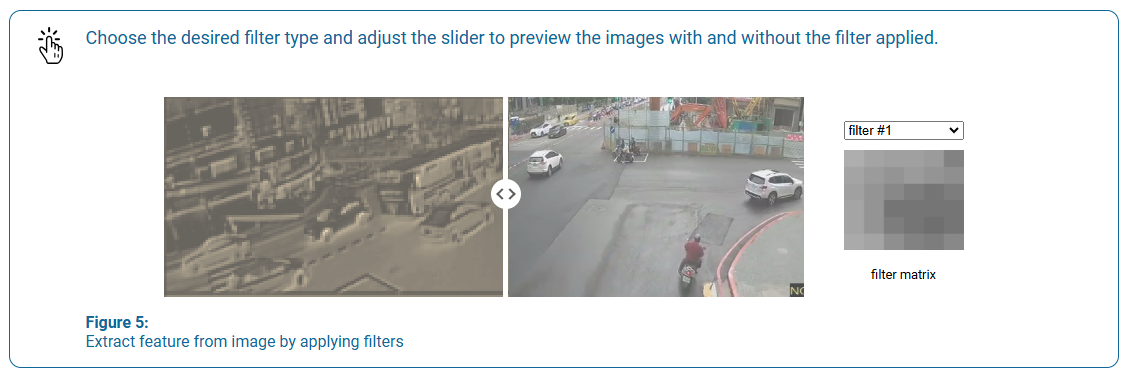 Choose the desired filter type and adjust the slider to preview the images with and without the filter applied.
filter #1
NO
filter matrix
Figure 5:
Extract feature from image by applying filters